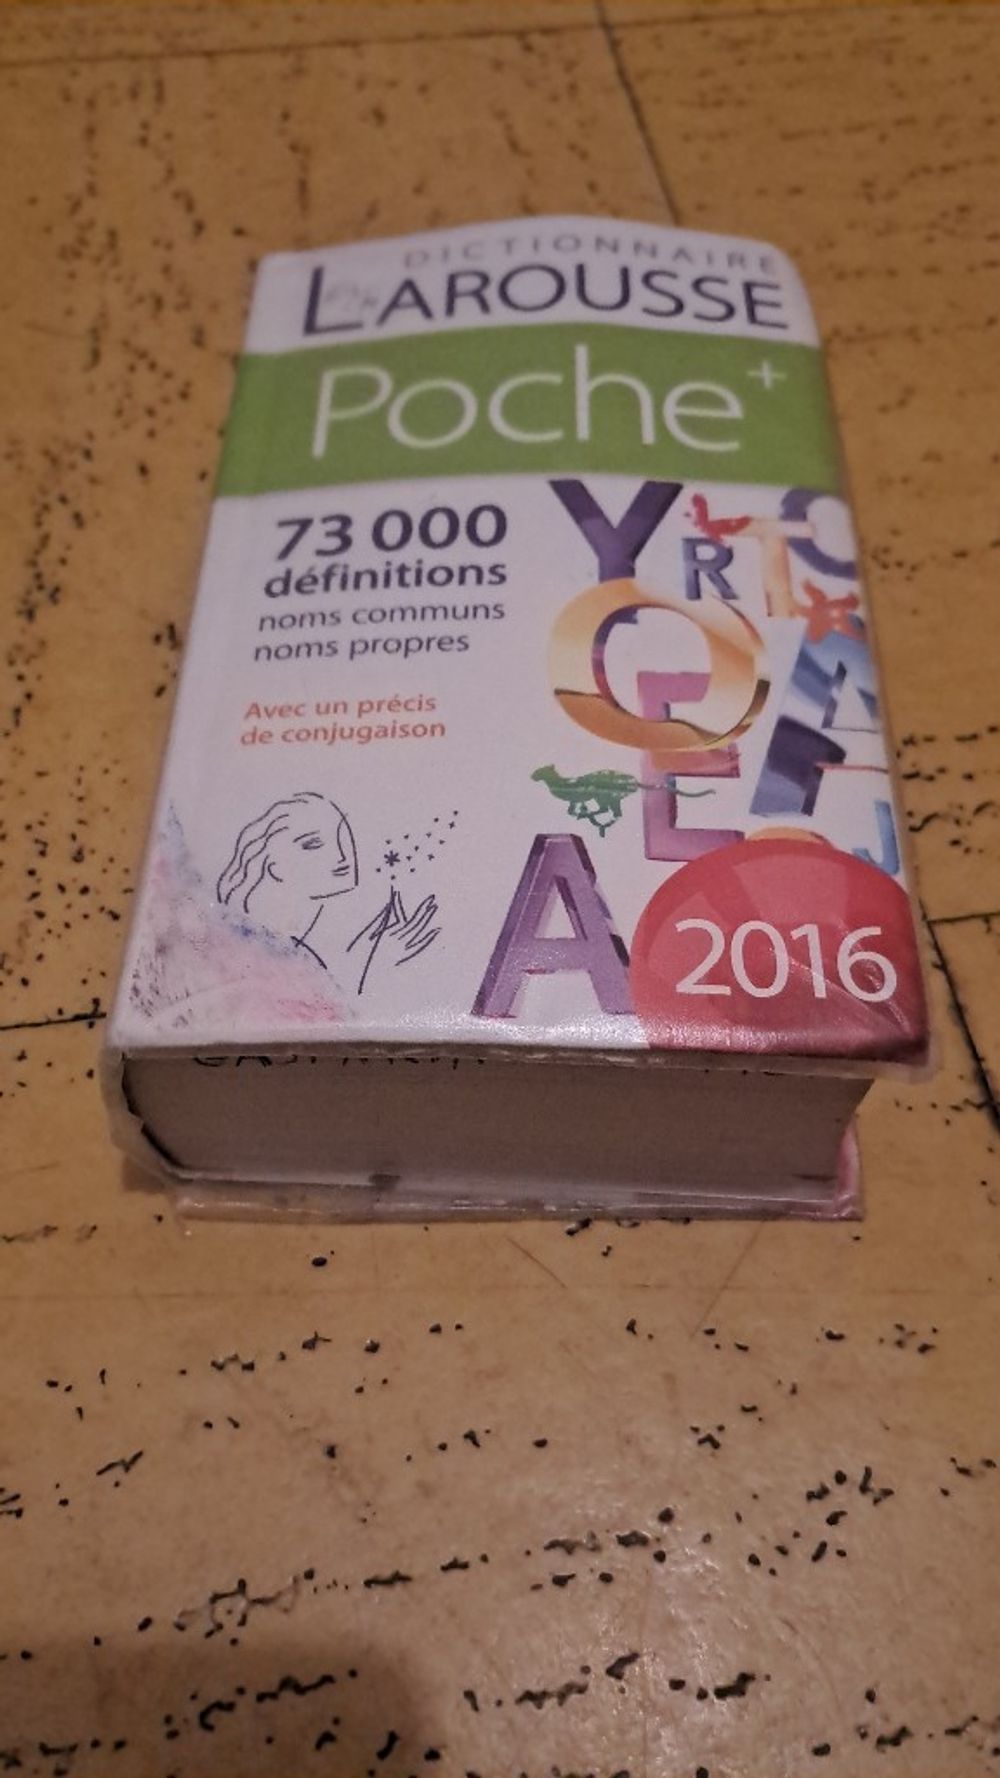 DICTIONNAIRE
LAROUSSE
Poche+
73 000
définitions
noms communs
noms propres
Avec un précis
de conjugaison
Y R T
O
E
A
J
2016